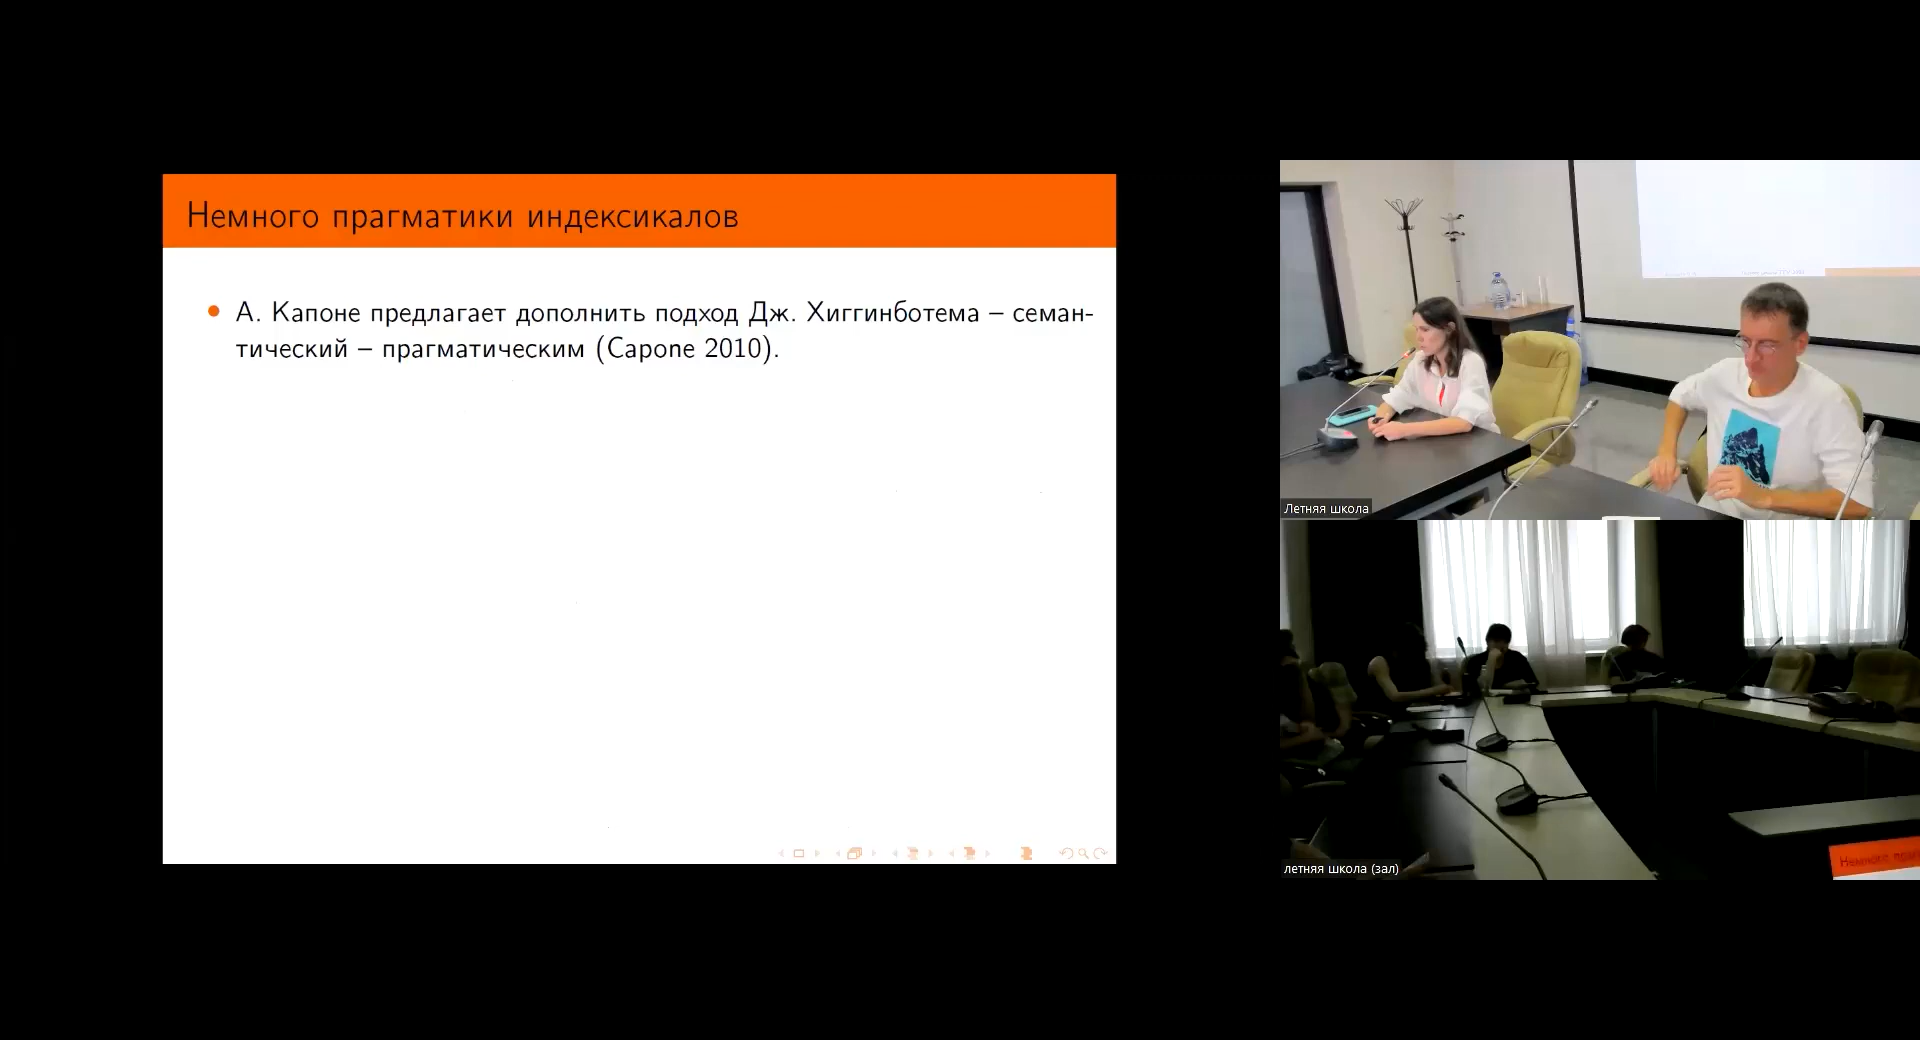 Немного прагматики индексикалов
А. Капоне предлагает дополнить подход Дж. Хиггинботема – семан-
тический – прагматическим (Capone 2010).
Летняя школа
летняя школа (зал)
Немного